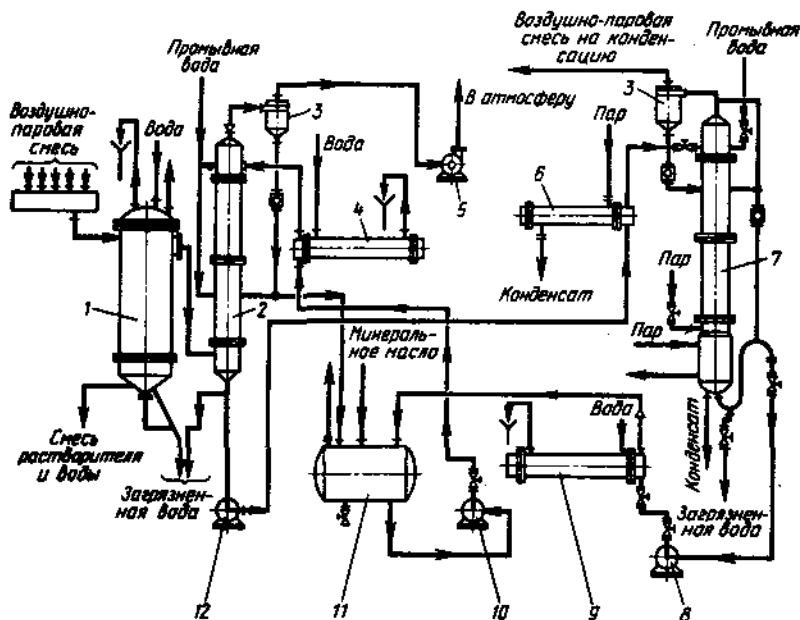 Промывная
вода
Воздушно-паровая
смесь на конден-
сацию
Промывная
вода
Воздушно-
паровая
смесь
Вода
3
В атмосферу
3
Пар
Вода
5
6
4
Пар
7
1
2
Конденсат
Пар
Минераль-
ное масло
Вода
Смесь
растворителя
и воды
Загрязнен-
ная вода
Конденсат
Загрязнен-
ная вода
12
11
10
9
8